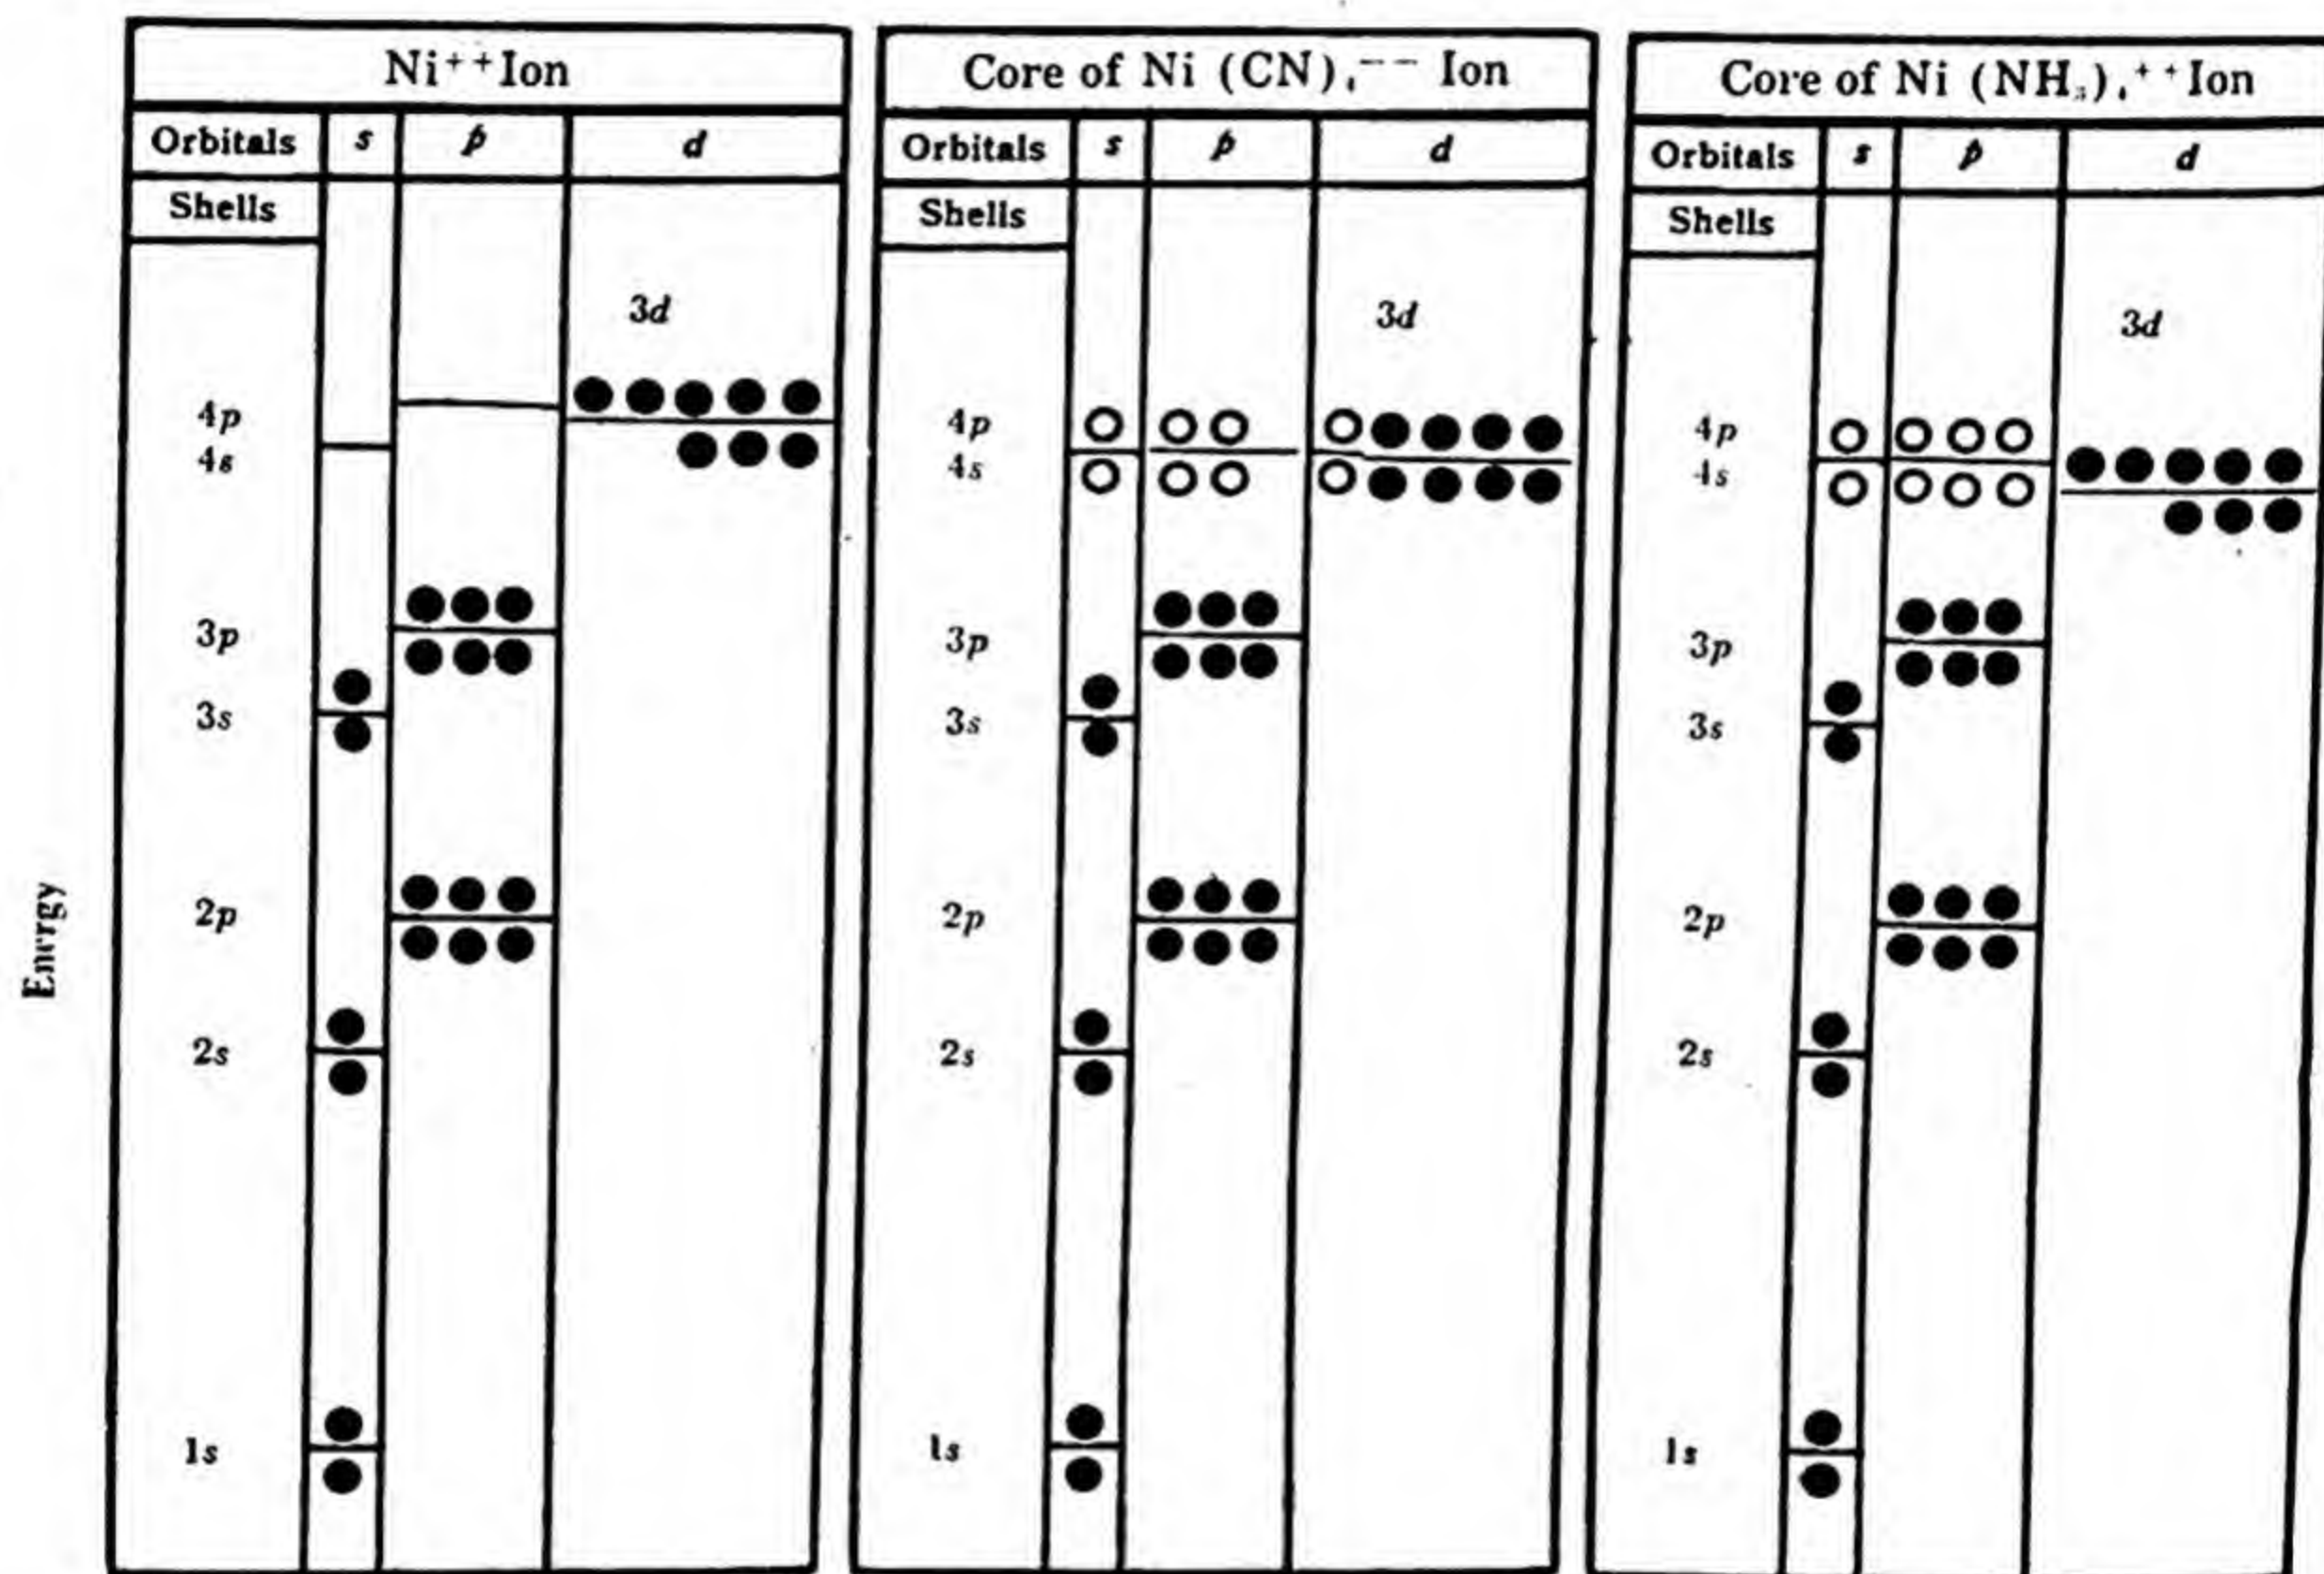 Ni⁺⁺Ion
Orbitals s p d
Shells
3d
4p
4s
3p
3s
2p
2s
1s
Core of Ni (CN)₄⁻⁻ Ion
Orbitals s p d
Shells
3d
4p
4s
3p
3s
2p
2s
1s
Core of Ni (NH₃)₄⁺⁺Ion
Orbitals s p d
Shells
3d
4p
4s
3p
3s
2p
2s
1s
Energy